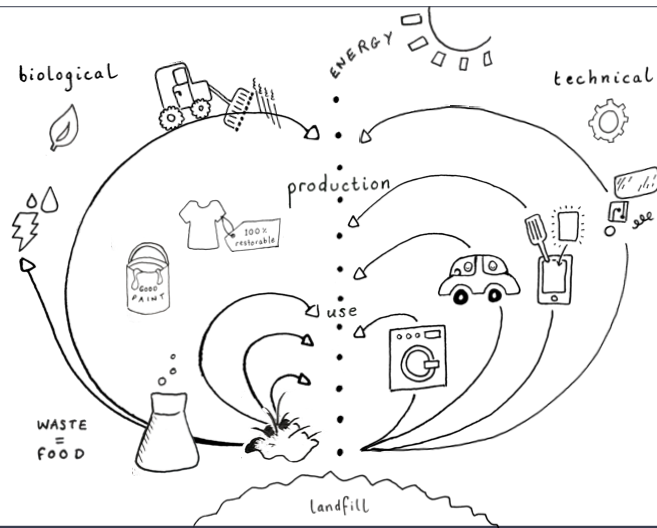 ENERGY
biological
technical
production
100%
restorable
GOOD
PAINT
use
WASTE
=
FOOD
landfill